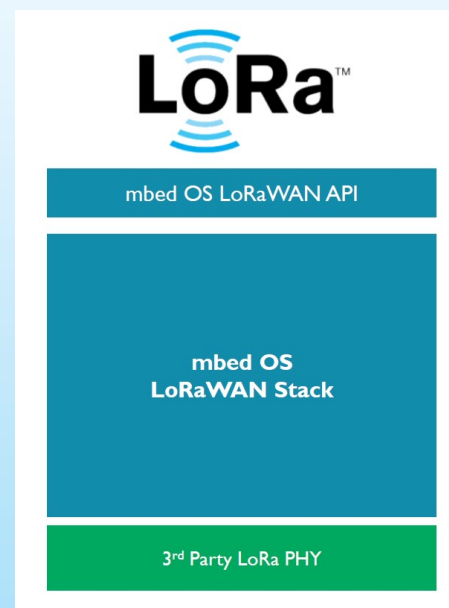 LoRa™
mbed OS LoRaWAN API
mbed OS
LoRaWAN Stack
3rd Party LoRa PHY